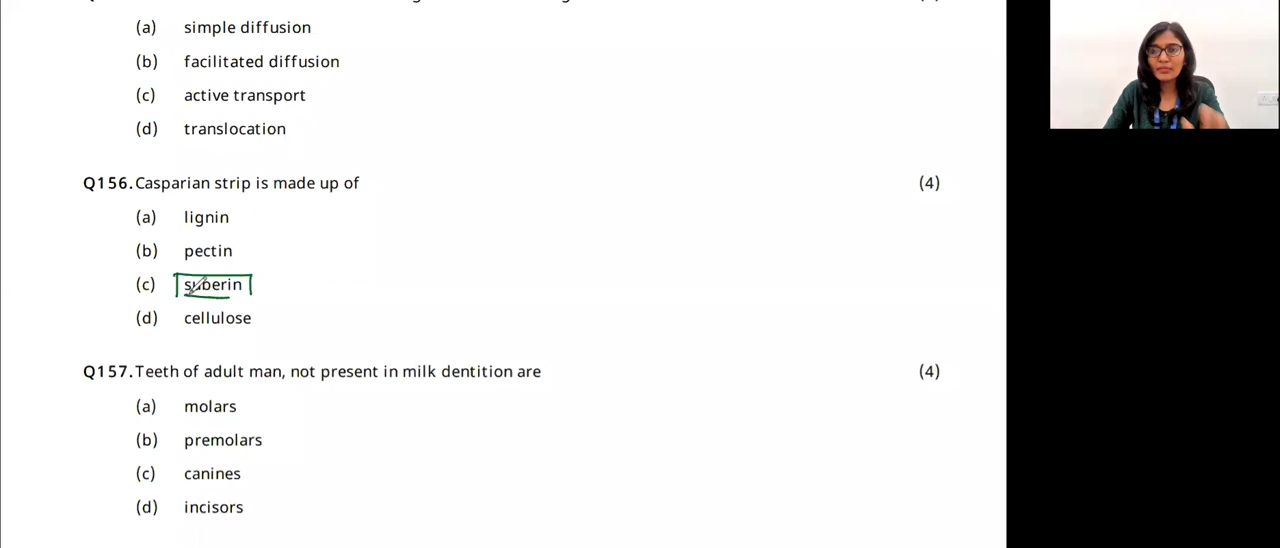 (a) simple diffusion
(b) facilitated diffusion
(c) active transport
(d) translocation
Q156. Casparian strip is made up of (4)
(a) lignin
(b) pectin
(c) suberin
(d) cellulose
Q157. Teeth of adult man, not present in milk dentition are (4)
(a) molars
(b) premolars
(c) canines
(d) incisors